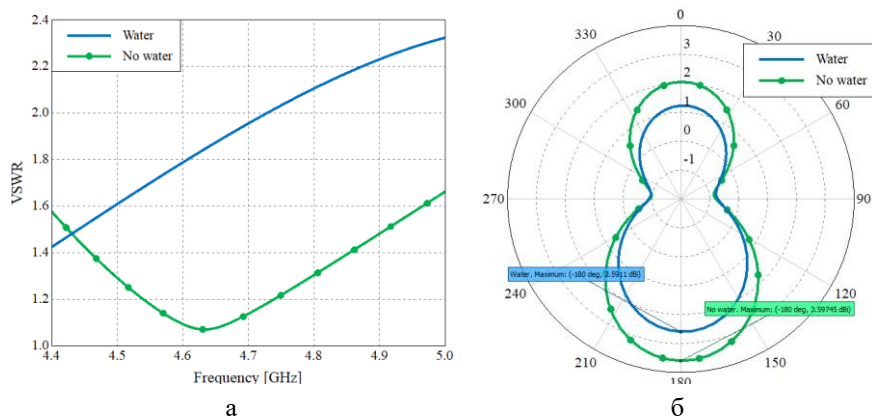 2.4
2.2
2.0
1.8
1.6
1.4
1.2
1.0
VSWR
Water
No water
4.4 4.5 4.6 4.7 4.8 4.9 5.0
Frequency [GHz]
а
0
30
60
90
120
150
180
210
240
270
300
330
3
2
1
0
-1
Water
No water
Water. Maximum: (-180 deg, 2.5911 dBi)
No water. Maximum: (-180 deg, 3.59745 dBi)
б